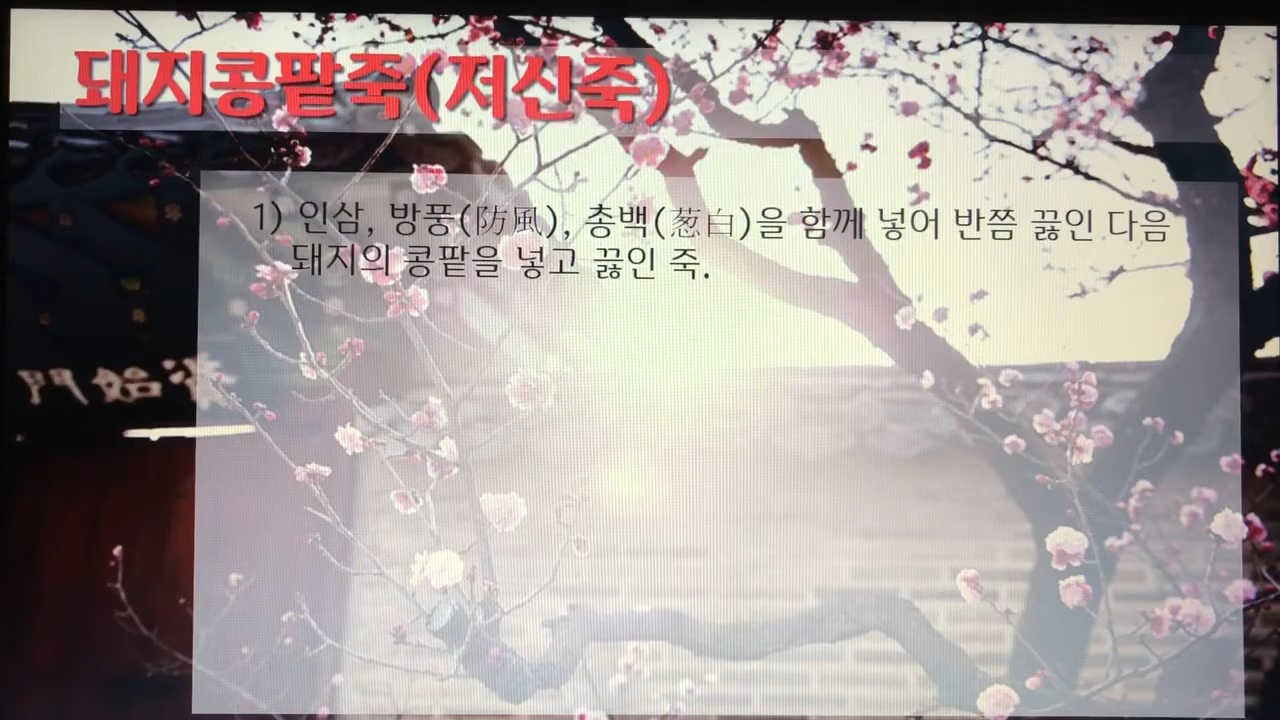 돼지콩팥죽(저신죽)
1) 인삼, 방풍(防風), 총백(葱白)을 함께 넣어 반쯤 끓인 다음
돼지의 콩팥을 넣고 끓인 죽.
始門